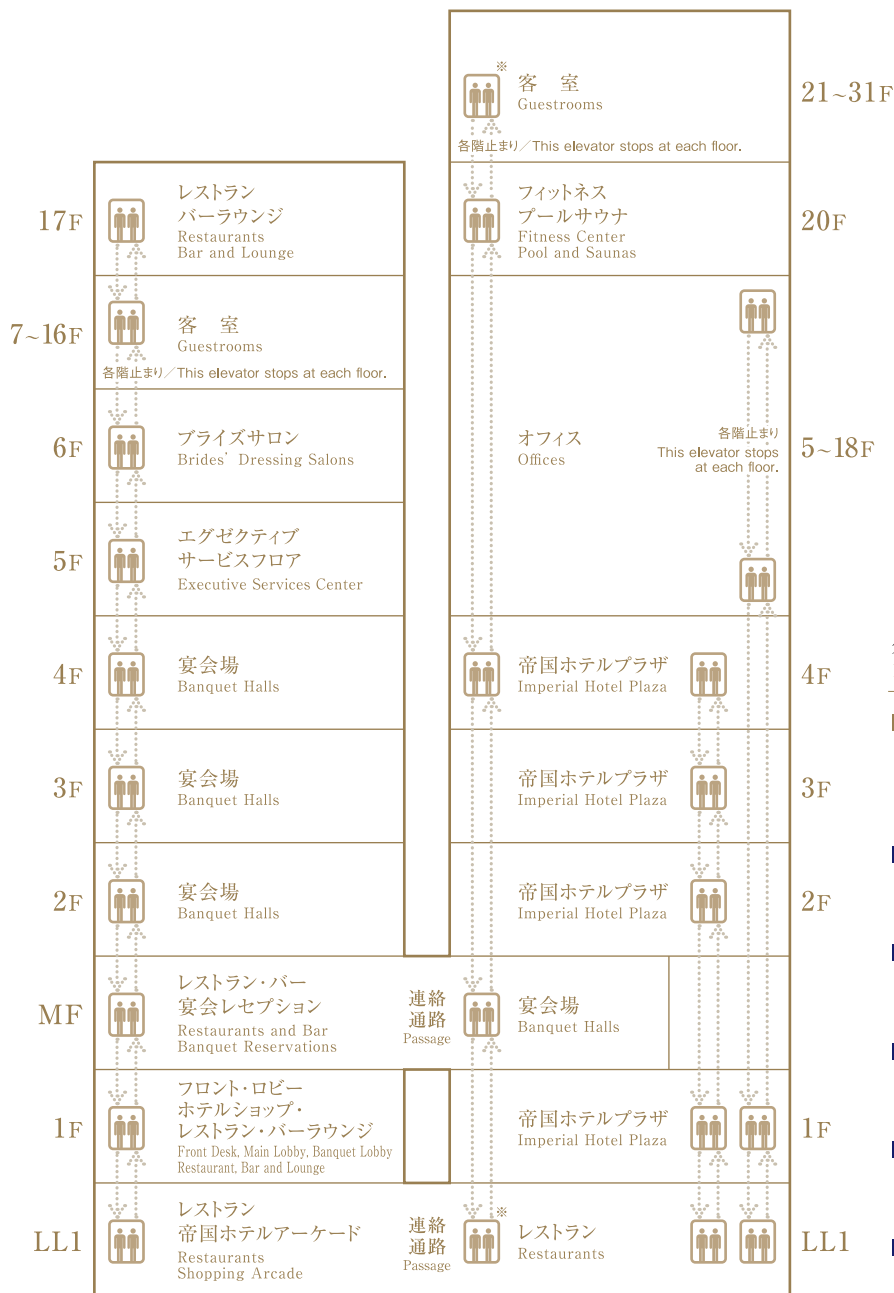 ※
客 室
Guestrooms
21~31F
各階止まり／This elevator stops at each floor.
17F
レストラン
バーラウンジ
Restaurants
Bar and Lounge
フィットネス
プールサウナ
Fitness Center
Pool and Saunas
20F
7~16F
客 室
Guestrooms
各階止まり／This elevator stops at each floor.
6F
ブライズサロン
Brides' Dressing Salons
オフィス
Offices
各階止まり
This elevator stops
at each floor.
5~18F
5F
エグゼクティブ
サービスフロア
Executive Services Center
4F
宴会場
Banquet Halls
帝国ホテルプラザ
Imperial Hotel Plaza
4F
3F
宴会場
Banquet Halls
帝国ホテルプラザ
Imperial Hotel Plaza
3F
2F
宴会場
Banquet Halls
帝国ホテルプラザ
Imperial Hotel Plaza
2F
MF
レストラン・バー
宴会レセプション
Restaurants and Bar
Banquet Reservations
連絡
通路
Passage
宴会場
Banquet Halls
1F
フロント・ロビー
ホテルショップ・
レストラン・バーラウンジ
Front Desk, Main Lobby, Banquet Lobby
Restaurant, Bar and Lounge
帝国ホテルプラザ
Imperial Hotel Plaza
1F
LL1
レストラン
帝国ホテルアーケード
Restaurants
Shopping Arcade
連絡
通路
Passage
※
レストラン
Restaurants
LL1